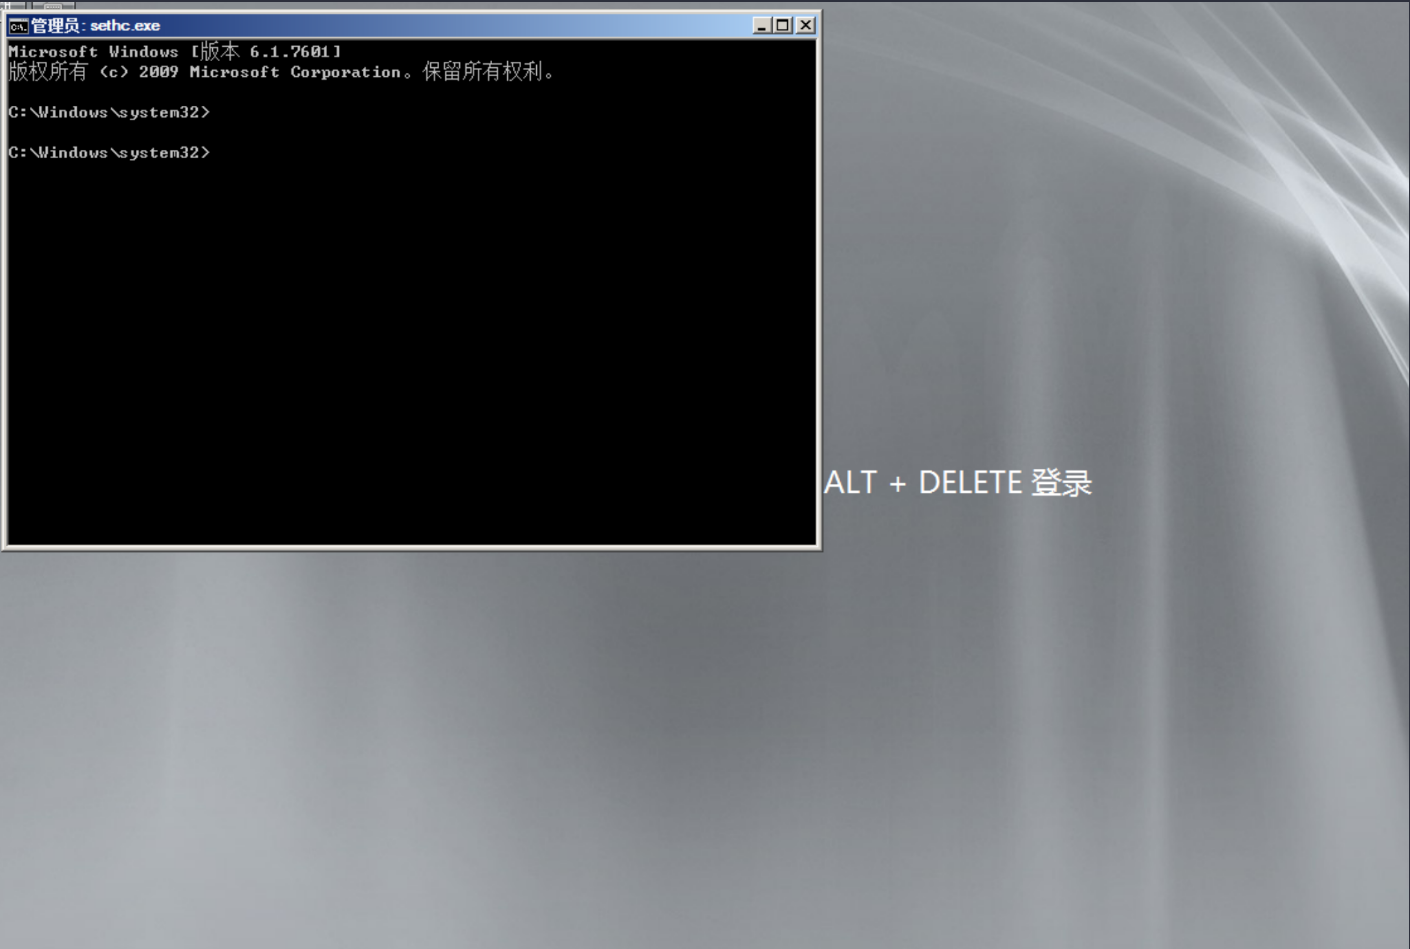 管理员: sethc.exe
Microsoft Windows [版本 6.1.7601]
版权所有 (c) 2009 Microsoft Corporation。保留所有权利。
C:\Windows\system32>
C:\Windows\system32>
ALT + DELETE 登录